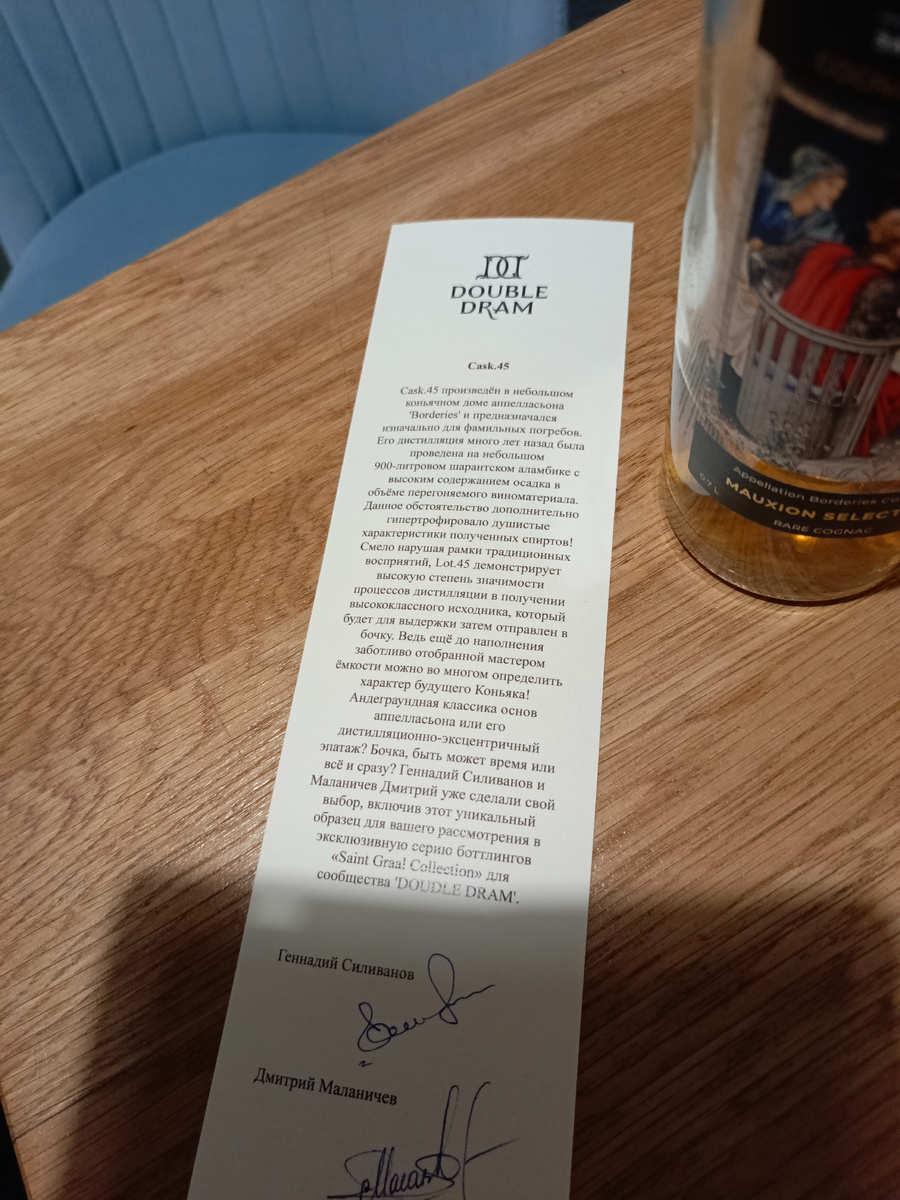 DOUBLE
DRAM
Cask.45
Cask.45 произведён в небольшом
коньячном доме аппелласьона
'Borderies' и предназначался
изначально для фамильных погребов.
Его дистилляция много лет назад была
проведена на небольшом
900-литровом шарантском аламбике с
высоким содержанием осадка в
объёме перегоняемого виноматериала.
Данное обстоятельство дополнительно
гипертрофировало душистые
характеристики полученных спиртов!
Смело нарушая рамки традиционных
восприятий, Lot.45 демонстрирует
высокую степень значимости
процессов дистилляции в получении
высококлассного исходника, который
будет для выдержки затем отправлен в
бочку. Ведь ещё до наполнения
заботливо отобранной мастером
ёмкости можно во многом определить
характер будущего Коньяка!
Андеграундная классика основ
аппелласьона или его
дистилляционно-эксцентричный
эпатаж? Бочка, быть может время или
всё и сразу? Геннадий Силиванов и
Маланичев Дмитрий уже сделали свой
выбор, включив этот уникальный
образец для вашего рассмотрения в
эксклюзивную серию боттлингов
«Saint Graal Collection» для
сообщества 'DOUDLE DRAM'.
Геннадий Силиванов
Дмитрий Маланичев
0.7 L
Appellation Borderies
MAUXION SELECT
RARE COGNAC